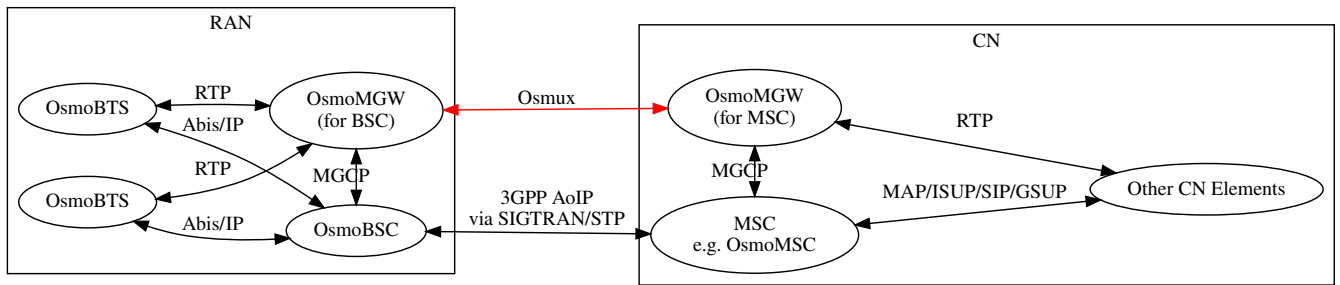 RAN
OsmoBTS
RTP
OsmoMGW
(for BSC)
Abis/IP
RTP
MGCP
OsmoBTS
Abis/IP
OsmoBSC
Osmux
3GPP AoIP
via SIGTRAN/STP
CN
OsmoMGW
(for MSC)
RTP
MGCP
MAP/ISUP/SIP/GSUP
Other CN Elements
MSC
e.g. OsmoMSC